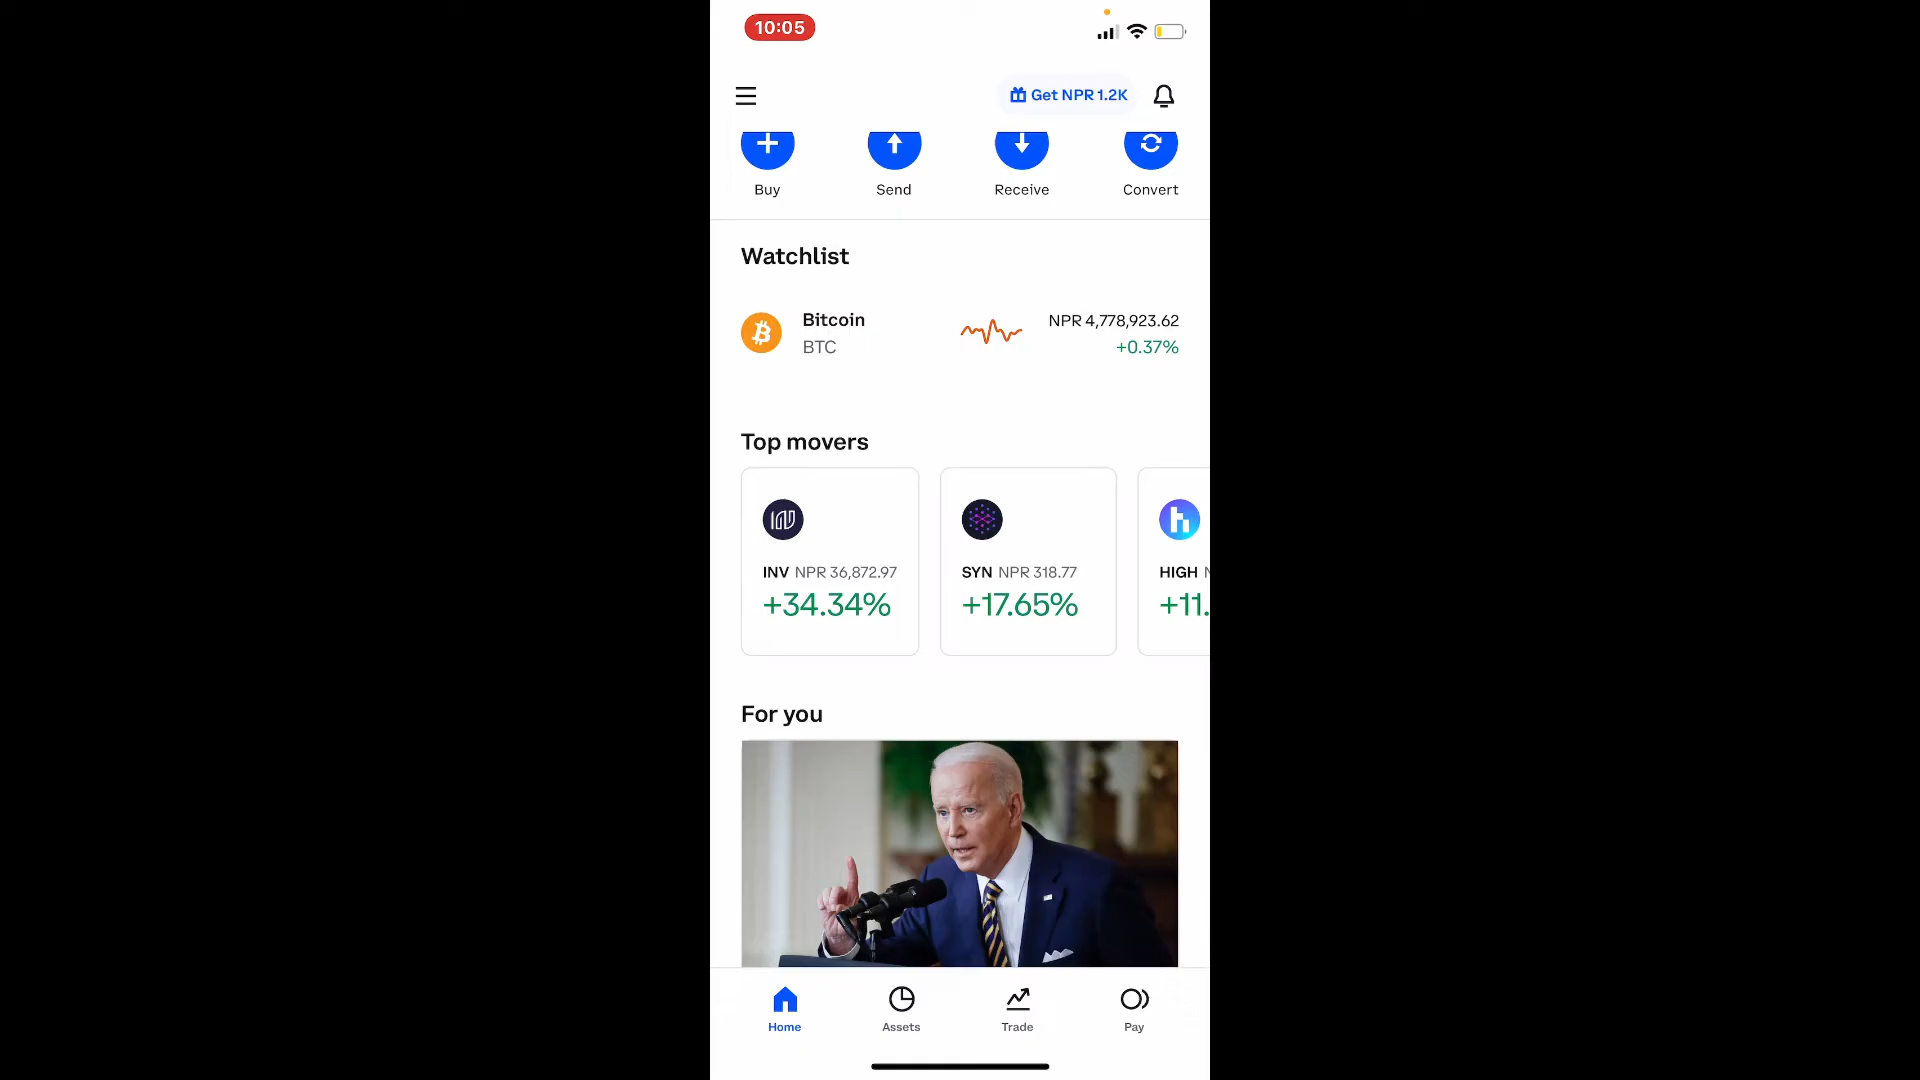 10:05
Get NPR 1.2K
Buy
Send
Receive
Convert
Watchlist
Bitcoin
NPR 4,778,923.62
BTC
+0.37%
Top movers
INV NPR 36,872.97
+34.34%
SYN NPR 318.77
+17.65%
HIGH
+11.
For you
Home
Assets
Trade
Pay